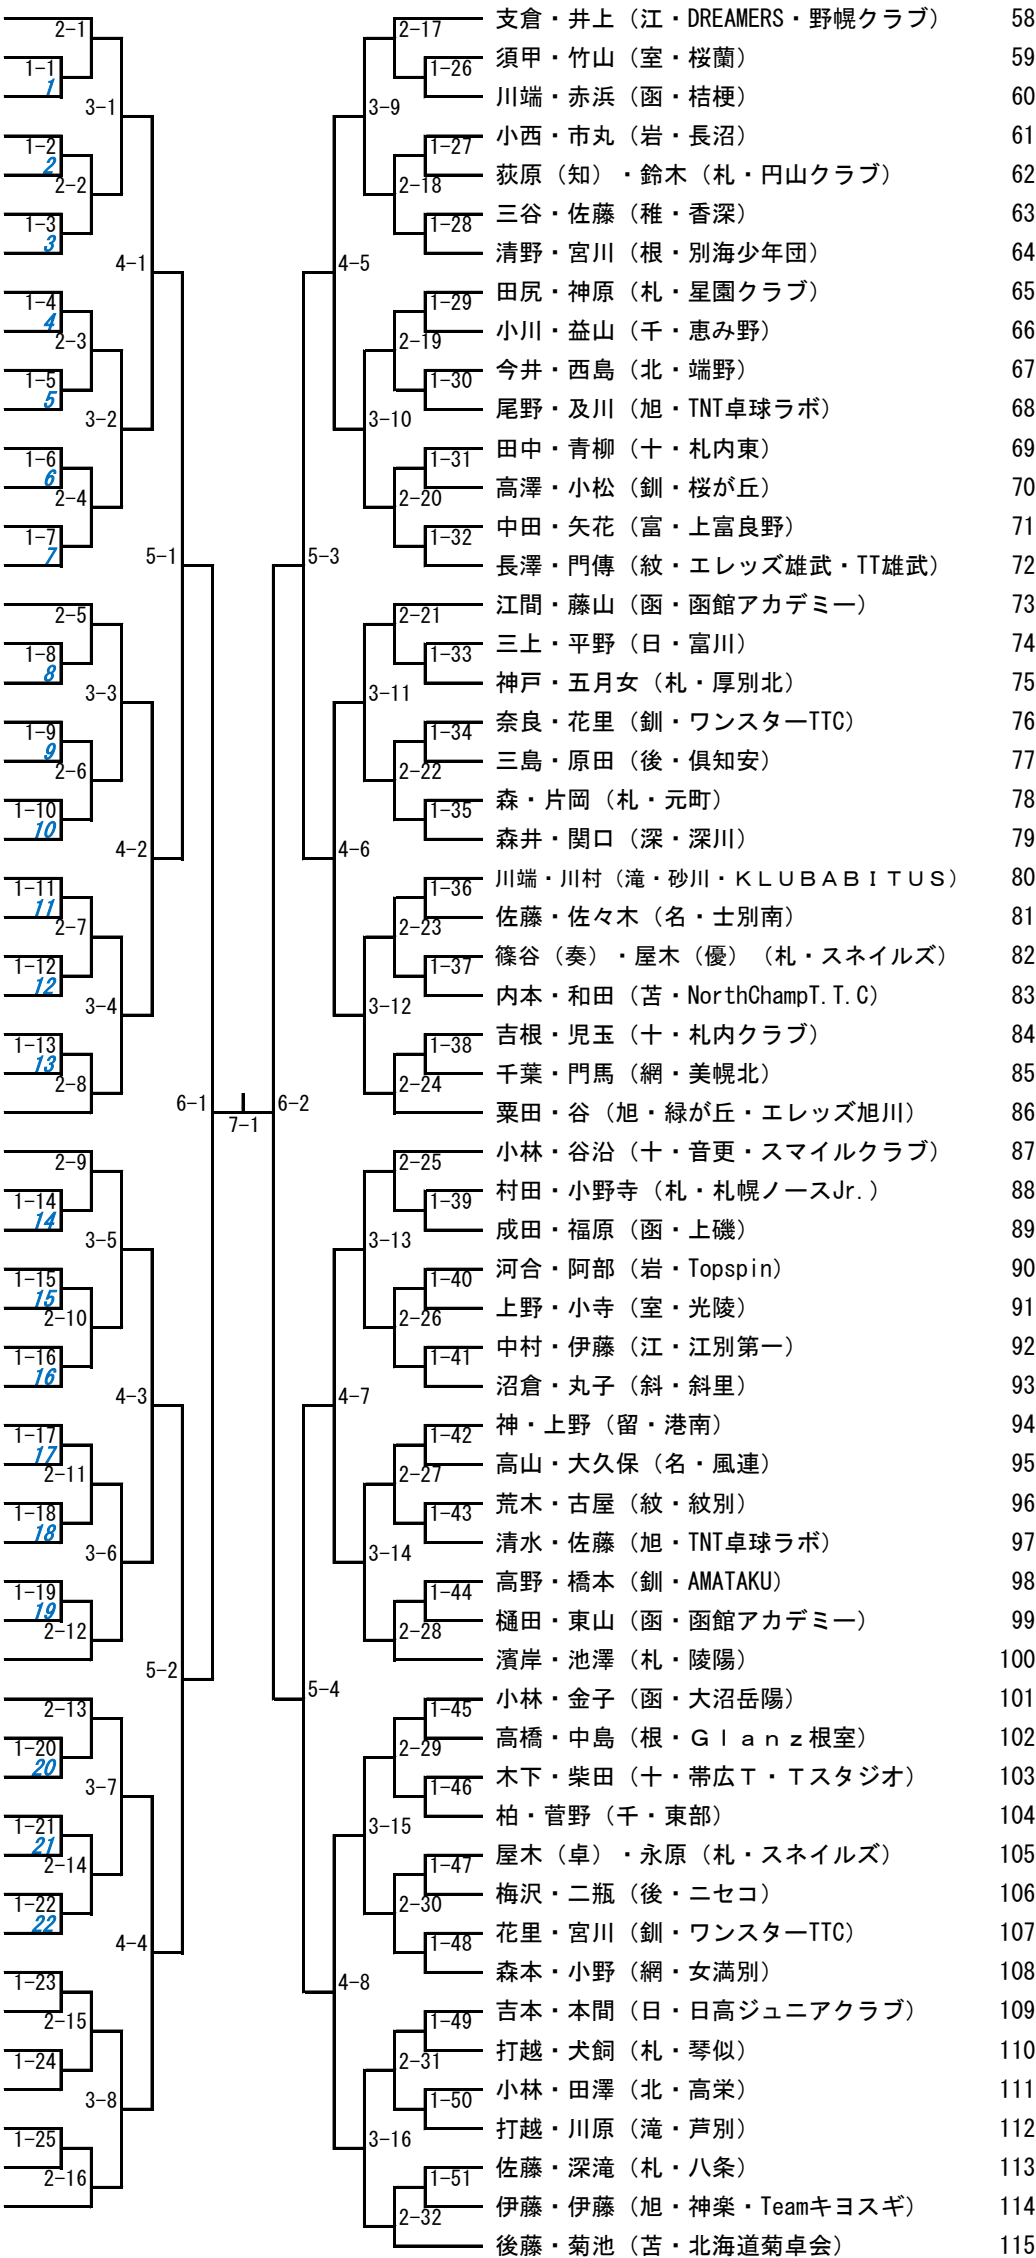 支倉・井上（江・DREAMERS・野幌クラブ） 58
2-1 2-17
須甲・竹山（室・桜蘭） 59
1-1 1-26
1
川端・赤浜（函・桔梗） 60
3-1 3-9
小西・市丸（岩・長沼） 61
1-2 1-27
2
荻原（知）・鈴木（札・円山クラブ） 62
2-2 2-18
三谷・佐藤（稚・香深） 63
1-3 1-28
3
清野・宮川（根・別海少年団） 64
4-1 4-5
田尻・神原（札・星園クラブ） 65
1-4 1-29
4
小川・益山（千・恵み野） 66
2-3 2-19
今井・西島（北・端野） 67
1-5 1-30
5
尾野・及川（旭・TNT卓球ラボ） 68
3-2 3-10
田中・青柳（十・札内東） 69
1-6 1-31
6
高澤・小松（釧・桜が丘） 70
2-4 2-20
中田・矢花（富・上富良野） 71
1-7 1-32
7
5-1 5-3
長澤・門傳（紋・エレッズ雄武・TT雄武） 72
江間・藤山（函・函館アカデミー） 73
2-5 2-21
三上・平野（日・富川） 74
1-8 1-33
8
神戸・五月女（札・厚別北） 75
3-3 3-11
奈良・花里（釧・ワンスターTTC） 76
1-9 1-34
9
三島・原田（後・倶知安） 77
2-6 2-22
森・片岡（札・元町） 78
1-10 1-35
10
森井・関口（深・深川） 79
4-2 4-6
川端・川村（滝・砂川・ＫＬＵＢＡＢＩＴＵＳ） 80
1-11 1-36
11
佐藤・佐々木（名・士別南） 81
2-7 2-23
篠谷（奏）・屋木（優）（札・スネイルズ） 82
1-12 1-37
12
内本・和田（苫・NorthChampT.T.C） 83
3-4 3-12
吉根・児玉（十・札内クラブ） 84
1-13 1-38
13
千葉・門馬（網・美幌北） 85
2-8 2-24
6-1 6-2
粟田・谷（旭・緑が丘・エレッズ旭川） 86
7-1
小林・谷沿（十・音更・スマイルクラブ） 87
2-9 2-25
村田・小野寺（札・札幌ノースJr.） 88
1-14 1-39
14
成田・福原（函・上磯） 89
3-5 3-13
河合・阿部（岩・Topspin） 90
1-15 1-40
15
上野・小寺（室・光陵） 91
2-10 2-26
中村・伊藤（江・江別第一） 92
1-16 1-41
16
沼倉・丸子（斜・斜里） 93
4-3 4-7
神・上野（留・港南） 94
1-17 1-42
17
高山・大久保（名・風連） 95
2-11 2-27
荒木・古屋（紋・紋別） 96
1-18 1-43
18
清水・佐藤（旭・TNT卓球ラボ） 97
3-6 3-14
高野・橋本（釧・AMATAKU） 98
1-19 1-44
19
樋田・東山（函・函館アカデミー） 99
2-12 2-28
濱岸・池澤（札・陵陽） 100
5-2 5-4
小林・金子（函・大沼岳陽） 101
2-13 1-45
高橋・中島（根・Ｇｌａｎｚ根室） 102
1-20 2-29
20
木下・柴田（十・帯広Ｔ・Ｔスタジオ） 103
3-7 1-46
柏・菅野（千・東部） 104
1-21 3-15
21
屋木（卓）・永原（札・スネイルズ） 105
2-14 1-47
梅沢・二瓶（後・ニセコ） 106
1-22 2-30
22
花里・宮川（釧・ワンスターTTC） 107
4-4 1-48
森本・小野（網・女満別） 108
1-23 4-8
吉本・本間（日・日高ジュニアクラブ） 109
2-15 1-49
打越・犬飼（札・琴似） 110
1-24 2-31
小林・田澤（北・高栄） 111
3-8 1-50
打越・川原（滝・芦別） 112
1-25 3-16
佐藤・深滝（札・八条） 113
2-16 1-51
伊藤・伊藤（旭・神楽・Teamキヨスギ） 114
2-32
後藤・菊池（苫・北海道菊卓会） 115